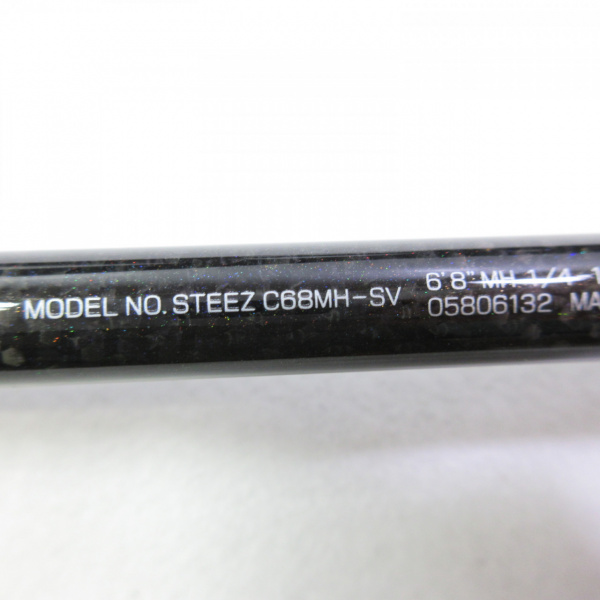 MODEL NO. STEEZ C68MH-SV
6'8" MH 1/4
05806132